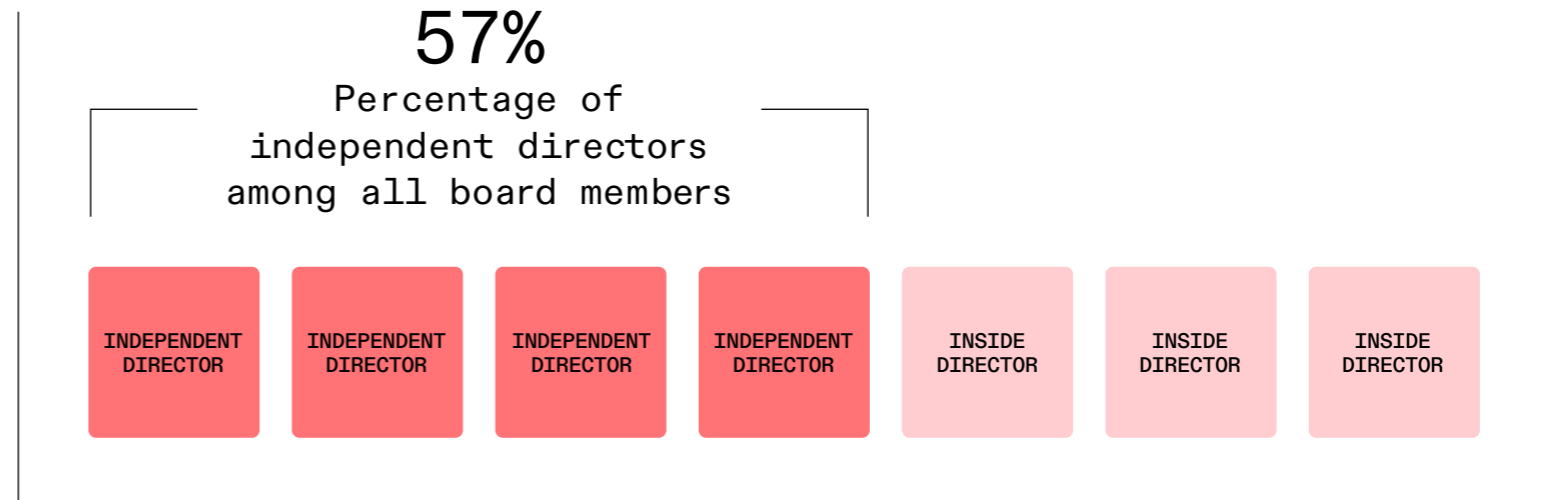 57%
Percentage of
independent directors
among all board members
INDEPENDENT
DIRECTOR
INDEPENDENT
DIRECTOR
INDEPENDENT
DIRECTOR
INDEPENDENT
DIRECTOR
INSIDE
DIRECTOR
INSIDE
DIRECTOR
INSIDE
DIRECTOR